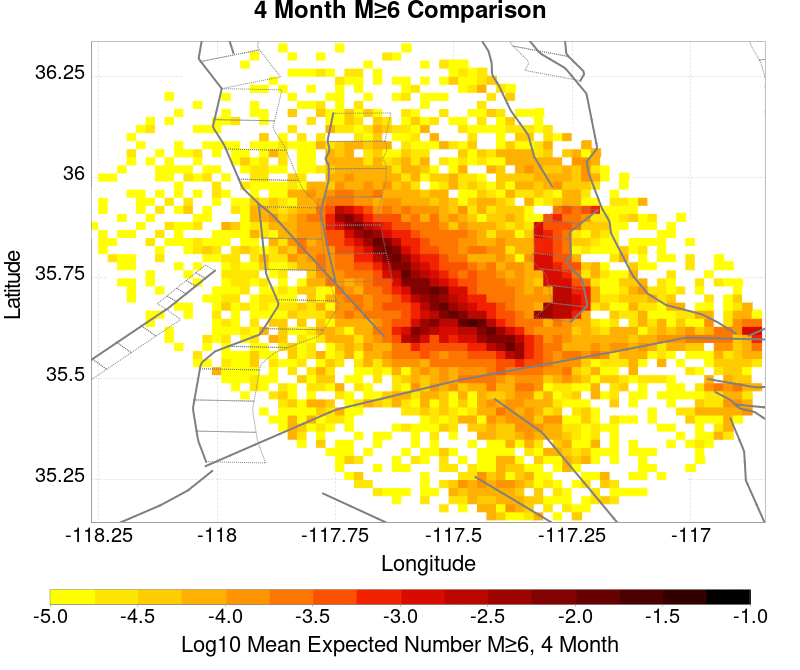 4 Month M≥6 Comparison
36.25
36
35.75
35.5
35.25
Latitude
-118.25 -118 -117.75 -117.5 -117.25 -117
Longitude
-5.0 -4.5 -4.0 -3.5 -3.0 -2.5 -2.0 -1.5 -1.0
Log10 Mean Expected Number M≥6, 4 Month